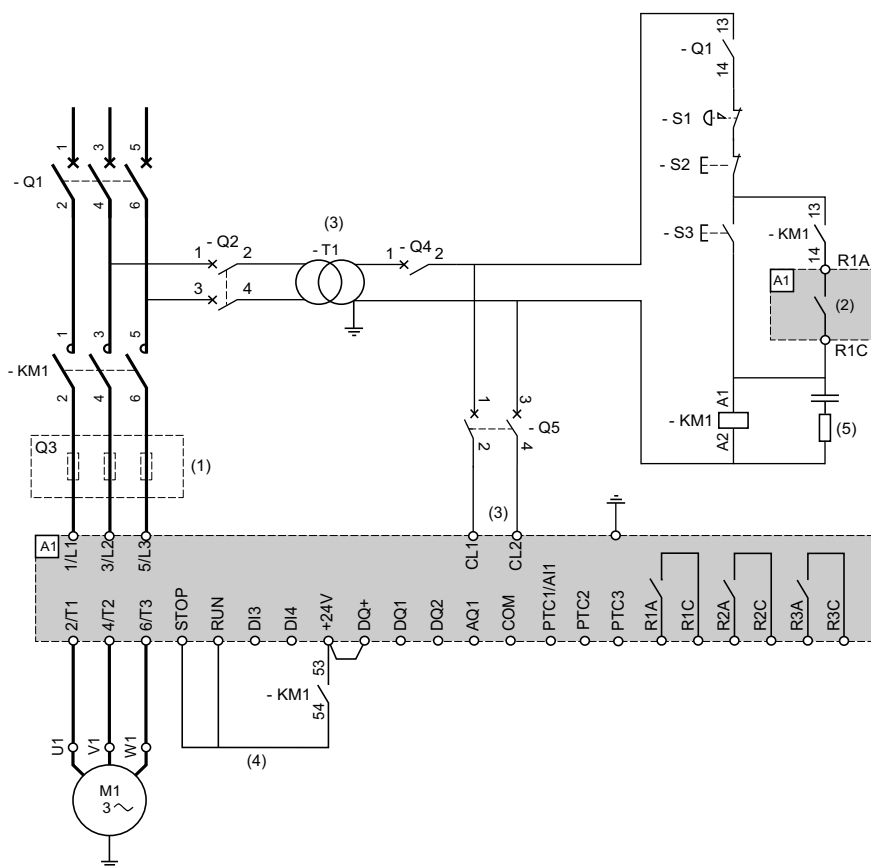 13
- Q1
14
- S1
- S2
- S3
13
- KM1
14
R1A
A1
(2)
R1C
A1
- KM1
A2
(5)
1 3 5
- Q1
2 4 6
- Q2
1 2
3 4
(3)
- T1
- Q4
1 2
1 3 5
- KM1
2 4 6
Q3
(1)
1 3
- Q5
2 4
(3)
A1
1/L1 3/L2 5/L3 CL1 CL2
2/T1 4/T2 6/T3 STOP RUN DI3 DI4 +24V DQ+ DQ1 DQ2 AQ1 COM PTC1/AI1 PTC2 PTC3 R1A R1C R2A R2C R3A R3C
53
- KM1
54
(4)
U1 V1 W1
M1
3